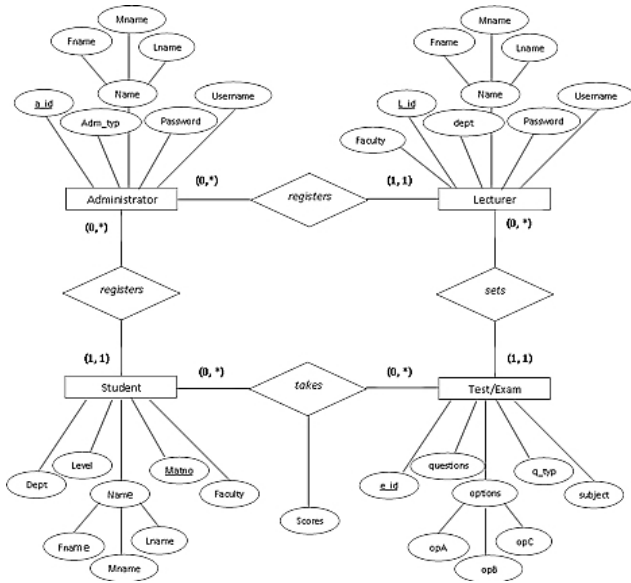 Mname
Mname
Fname
Lname
Fname
Lname
Name
Name
a_id
Username
L_id
Username
Adm_typ
Password
dept
Password
Faculty
Administrator
(0,*)
registers
(1,1)
Lecturer
(0,*)
(0,*)
registers
sets
(1,1)
(0,*)
(0,*)
(1,1)
Student
takes
Test/Exam
Level
Matno
questions
q_typ
Dept
Name
Faculty
e_id
options
subject
Fname
Lname
Scores
opA
opC
Mname
opB